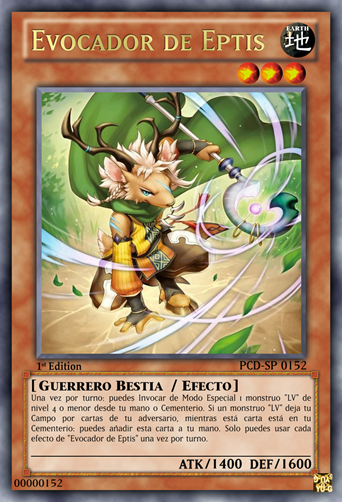 EVOCADOR DE EPTIS
EARTH
地
1st Edition
PCD-SP 0152
[GUERRERO BESTIA / EFECTO]
Una vez por turno: puedes Invocar de Modo Especial 1 monstruo "LV" de
nivel 4 o menor desde tu mano o Cementerio. Si un monstruo "LV" deja tu
Campo por cartas de tu adversario, mientras está carta está en tu
Cementerio: puedes añadir esta carta a tu mano. Solo puedes usar cada
efecto de "Evocador de Eptis" una vez por turno.
ATK/1400 DEF/1600
00000152